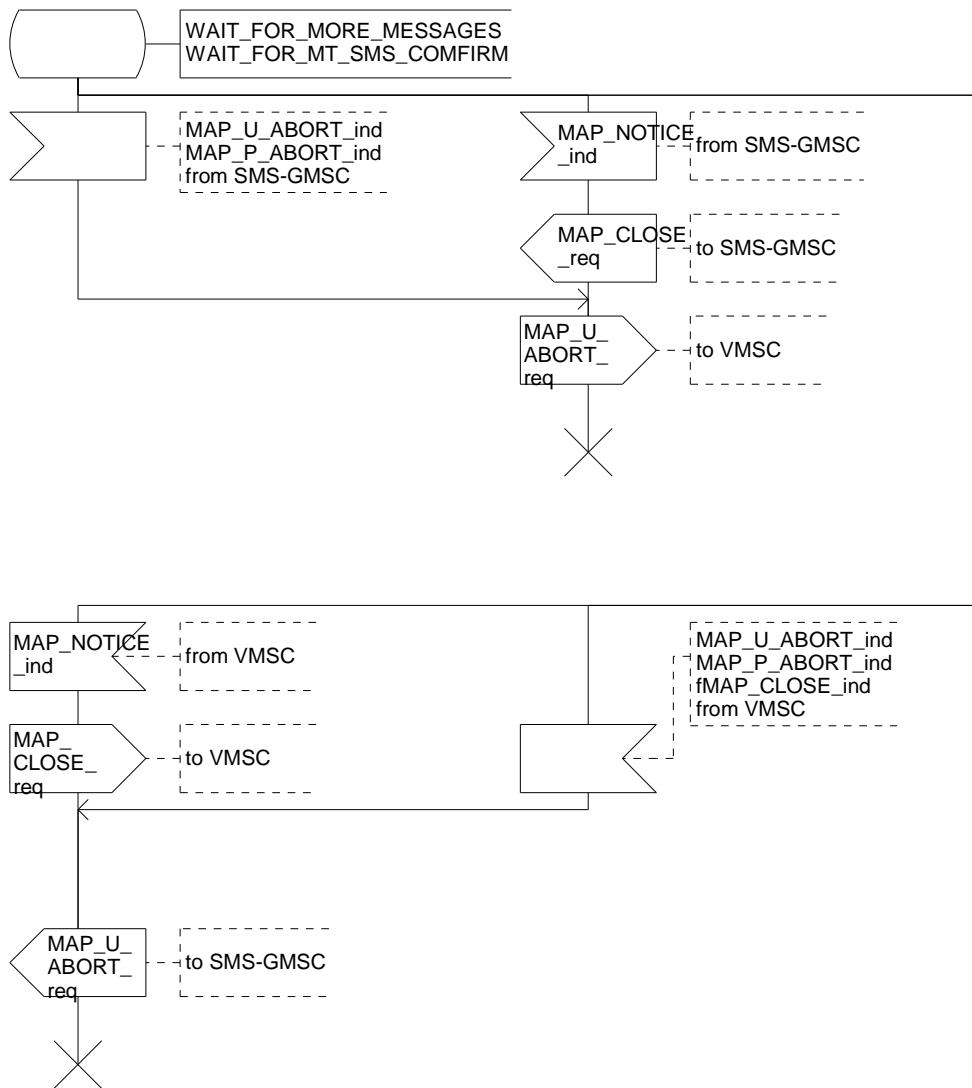 WAIT_FOR_MORE_MESSAGES
WAIT_FOR_MT_SMS_COMFIRM
MAP_U_ABORT_ind
MAP_P_ABORT_ind
from SMS-GMSC
MAP_NOTICE
_ind
from SMS-GMSC
MAP_CLOSE
_req
to SMS-GMSC
MAP_U_
ABORT_
req
to VMSC
MAP_NOTICE
_ind
from VMSC
MAP_U_ABORT_ind
MAP_P_ABORT_ind
fMAP_CLOSE_ind
from VMSC
MAP_
CLOSE_
req
to VMSC
MAP_U_
ABORT_
req
to SMS-GMSC